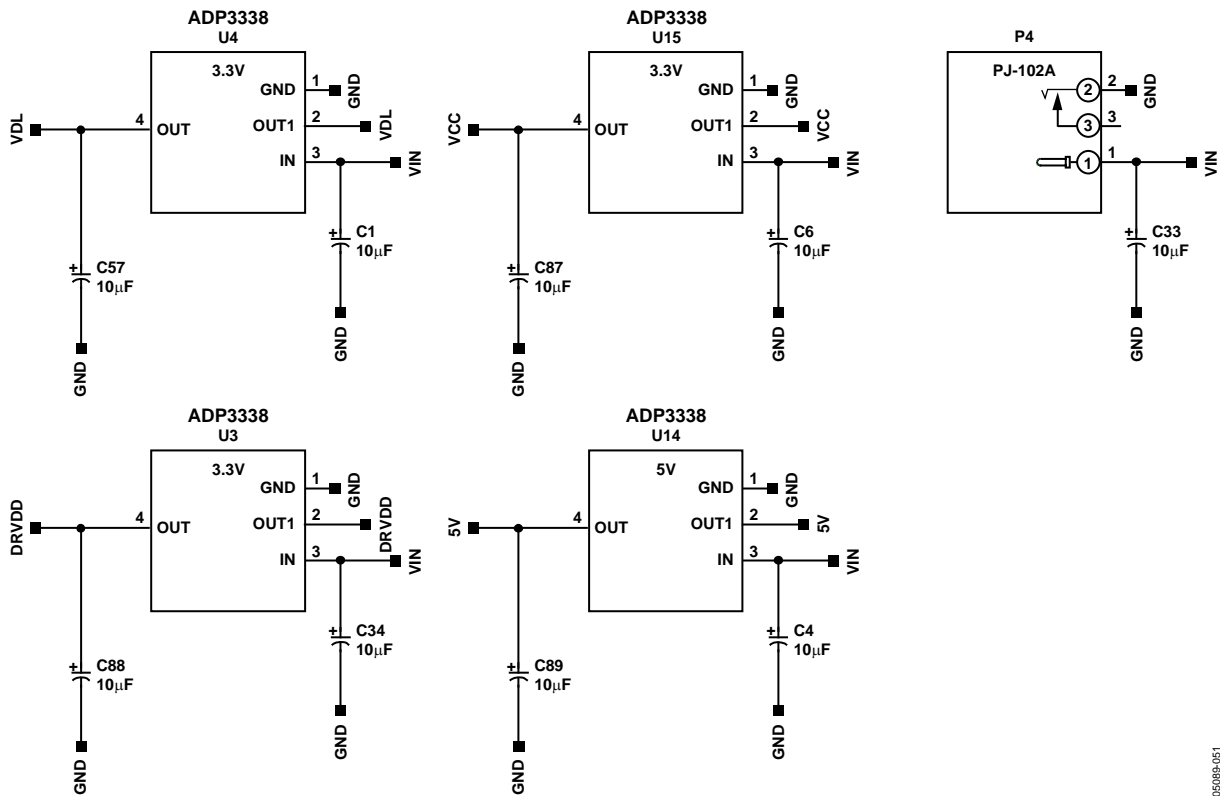 ADP3338
U4
3.3V
GND
1
GND
OUT1
2
VDL
IN
3
VIN
VDL
4
OUT
C1
10µF
GND
C57
10µF
GND
ADP3338
U15
3.3V
GND
1
GND
OUT1
2
VCC
IN
3
VIN
VCC
4
OUT
C6
10µF
GND
C87
10µF
GND
P4
PJ-102A
2
2
GND
3
3
1
1
VIN
C33
10µF
GND
ADP3338
U3
3.3V
GND
1
GND
OUT1
2
DRVDD
IN
3
VIN
DRVDD
4
OUT
C34
10µF
GND
C88
10µF
GND
ADP3338
U14
5V
GND
1
GND
OUT1
2
5V
IN
3
VIN
5V
4
OUT
C4
10µF
GND
C89
10µF
GND
05089-051